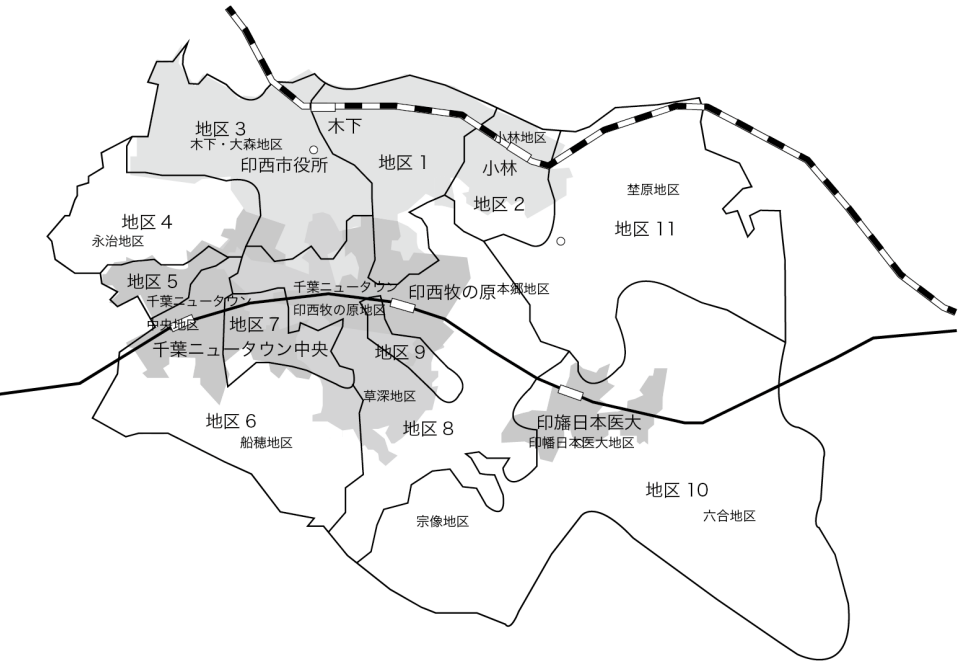 地区 3
木下・大森地区
木下
印西市役所
地区 1
小林地区
小林
地区 2
埜原地区
地区 11
地区 4
永治地区
地区 5
千葉ニュータウン
中央地区
千葉ニュータウン
印西牧の原地区
印西牧の原
本郷地区
地区 7
千葉ニュータウン中央
地区 9
草深地区
地区 6
船穂地区
地区 8
印旛日本医大
印幡日本医大地区
地区 10
六合地区
宗像地区